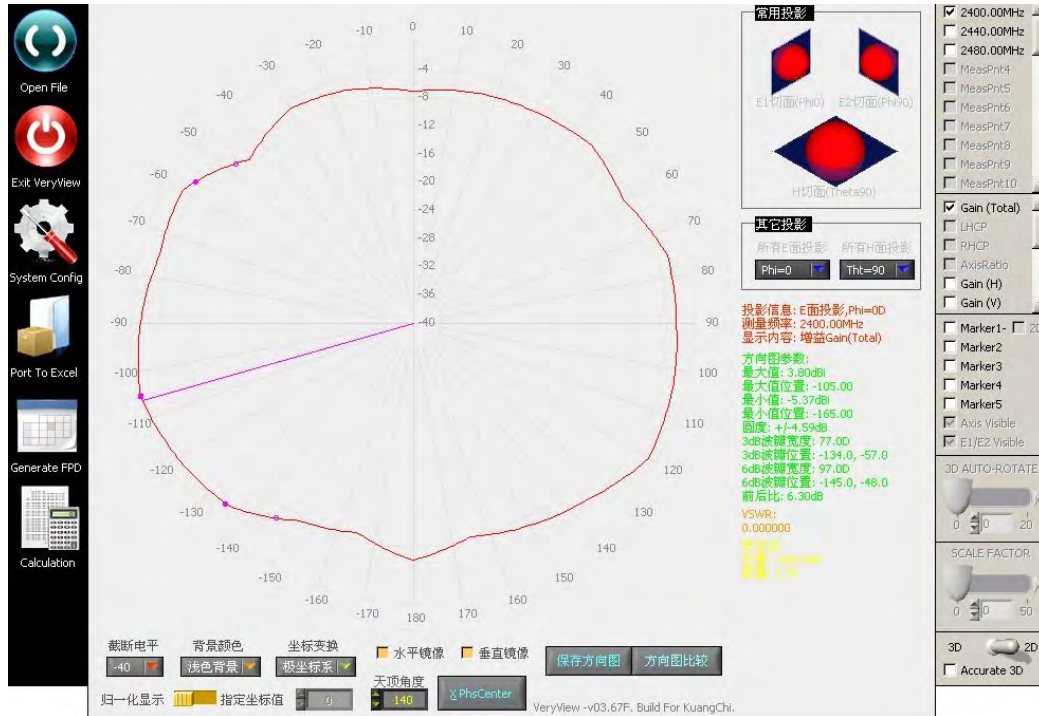 Open File
Exit VeryView
System Config
Port To Excel
Generate FPD
Calculation
0
-10
10
-20
20
-30
30
-40
40
-50
50
-60
60
-70
70
-80
80
-90
90
-100
100
-110
110
-120
120
-130
130
-140
140
-150
150
-160
160
-170
180
170
-4
-8
-12
-16
-20
-24
-28
-32
-36
-40
常用投影
E1切面(Phi0)
E2切面(Phi90)
H切面(Theta90)
其它投影
所有E面投影 所有H面投影
Phi=0 Tht=90
投影信息: E面投影,Phi=0D
测量频率: 2400.00MHz
显示内容: 增益Gain(Total)
方向图参数:
最大值: 3.80dBi
最大值位置: -105.00
最小值: -5.37dBi
最小值位置: -165.00
圆度: +/-4.59dB
3dB波瓣宽度: 77.0D
3dB波瓣位置: -134.0, -57.0
6dB波瓣宽度: 97.0D
6dB波瓣位置: -145.0, -48.0
前后比: 6.30dB
VSWR:
0.000000
2400.00MHz
2440.00MHz
2480.00MHz
MeasPnt4
MeasPnt5
MeasPnt6
MeasPnt7
MeasPnt8
MeasPnt9
MeasPnt10
Gain (Total)
LHCP
RHCP
AxisRatio
Gain (H)
Gain (V)
Marker1- 2D
Marker2
Marker3
Marker4
Marker5
Axis Visible
E1/E2 Visible
3D AUTO-ROTATE
0 0 20
SCALE FACTOR
0 0 50
3D 2D
Accurate 3D
截断电平 背景颜色 坐标变换
-40 浅色背景 极坐标系
水平镜像 垂直镜像
保存方向图 方向图比较
归一化显示 指定坐标值 0
天顶角度
140
X PhsCenter
VeryView -v03.67F. Build For KuangChi.